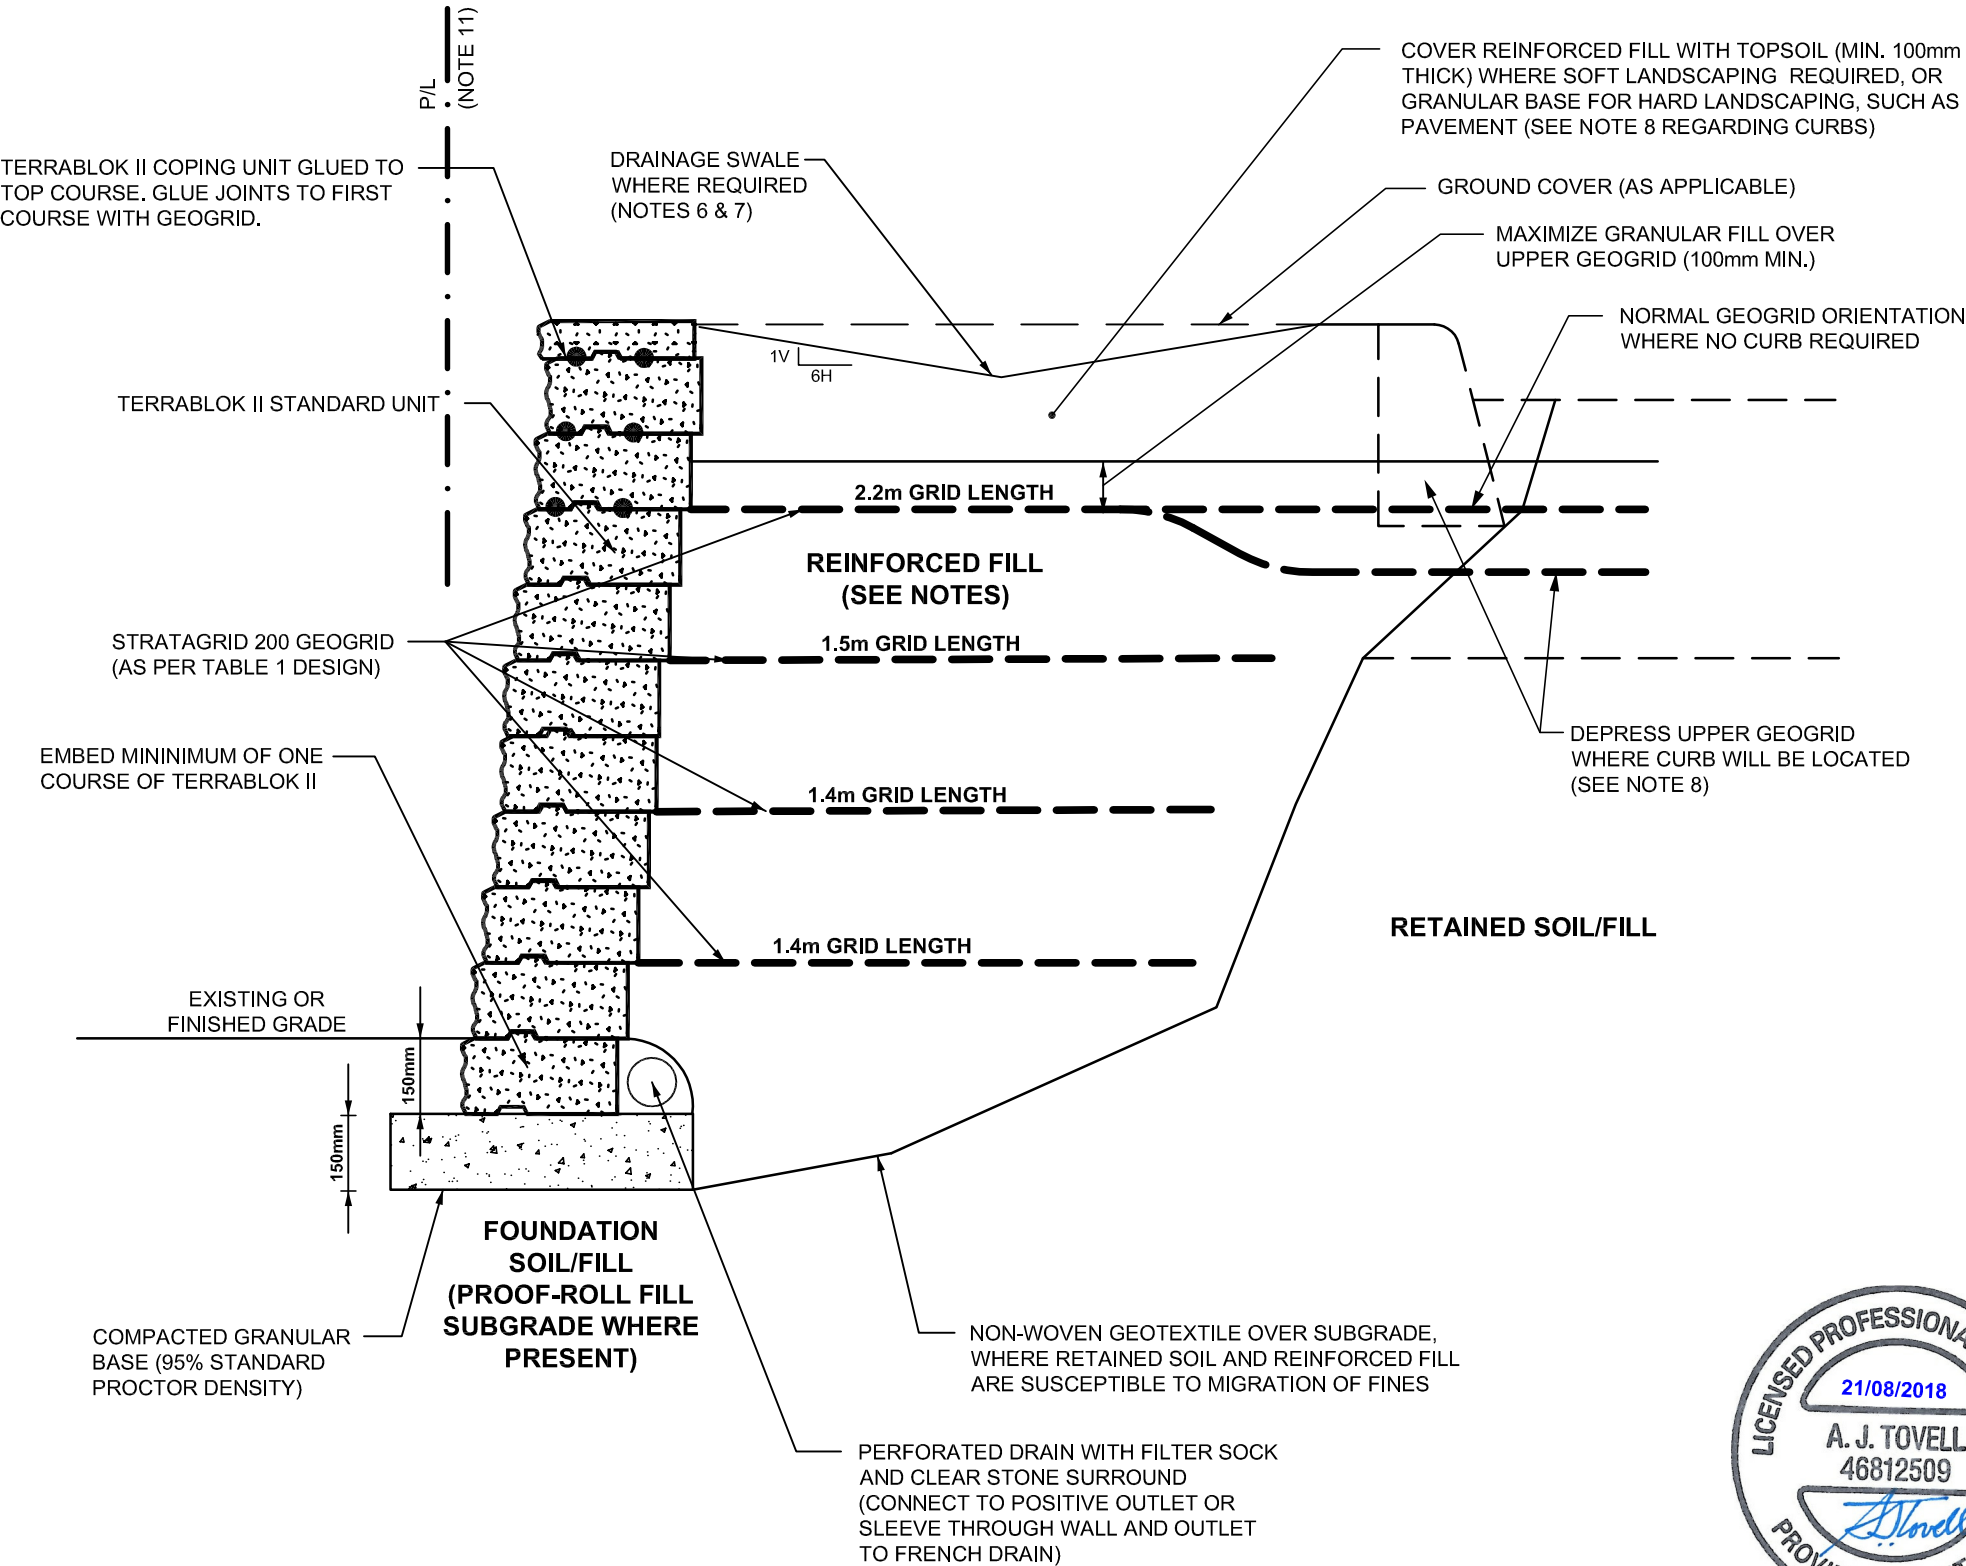 P/L
(NOTE 11)
COVER REINFORCED FILL WITH TOPSOIL (MIN. 100mm
THICK) WHERE SOFT LANDSCAPING REQUIRED, OR
GRANULAR BASE FOR HARD LANDSCAPING, SUCH AS
PAVEMENT (SEE NOTE 8 REGARDING CURBS)
TERRABLOK II COPING UNIT GLUED TO
TOP COURSE. GLUE JOINTS TO FIRST
COURSE WITH GEOGRID.
DRAINAGE SWALE
WHERE REQUIRED
(NOTES 6 & 7)
GROUND COVER (AS APPLICABLE)
MAXIMIZE GRANULAR FILL OVER
UPPER GEOGRID (100mm MIN.)
NORMAL GEOGRID ORIENTATION
WHERE NO CURB REQUIRED
1V
6H
TERRABLOK II STANDARD UNIT
2.2m GRID LENGTH
REINFORCED FILL
(SEE NOTES)
STRATAGRID 200 GEOGRID
(AS PER TABLE 1 DESIGN)
1.5m GRID LENGTH
DEPRESS UPPER GEOGRID
WHERE CURB WILL BE LOCATED
(SEE NOTE 8)
EMBED MININIMUM OF ONE
COURSE OF TERRABLOK II
1.4m GRID LENGTH
RETAINED SOIL/FILL
1.4m GRID LENGTH
EXISTING OR
FINISHED GRADE
150mm
150mm
FOUNDATION
SOIL/FILL
(PROOF-ROLL FILL
SUBGRADE WHERE
PRESENT)
COMPACTED GRANULAR
BASE (95% STANDARD
PROCTOR DENSITY)
NON-WOVEN GEOTEXTILE OVER SUBGRADE,
WHERE RETAINED SOIL AND REINFORCED FILL
ARE SUSCEPTIBLE TO MIGRATION OF FINES
PERFORATED DRAIN WITH FILTER SOCK
AND CLEAR STONE SURROUND
(CONNECT TO POSITIVE OUTLET OR
SLEEVE THROUGH WALL AND OUTLET
TO FRENCH DRAIN)
LICENSED PROFESSIONA
21/08/2018
A. J. TOVELL
46812509